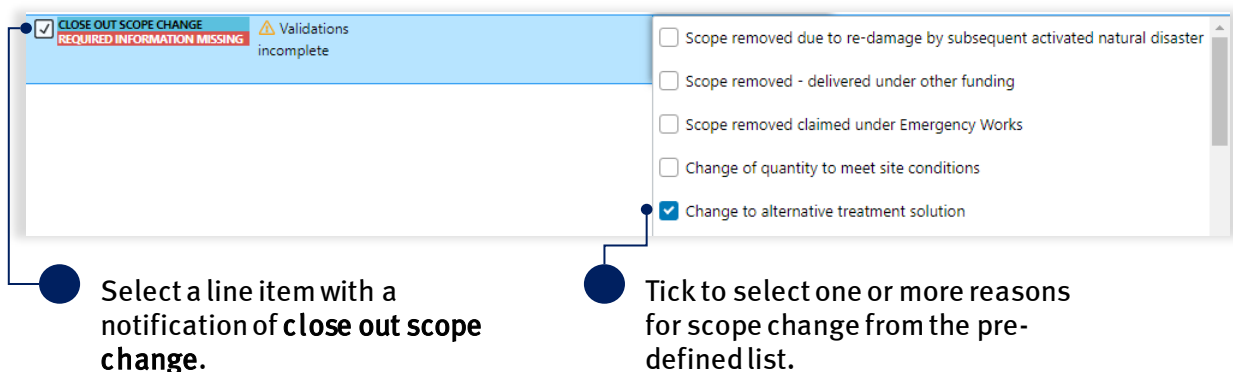 CLOSE OUT SCOPE CHANGE
REQUIRED INFORMATION MISSING
Validations
incomplete
Scope removed due to re-damage by subsequent activated natural disaster
Scope removed - delivered under other funding
Scope removed claimed under Emergency Works
Change of quantity to meet site conditions
Change to alternative treatment solution
Select a line item with a
notification of close out scope
change.
Tick to select one or more reasons
for scope change from the pre-
defined list.